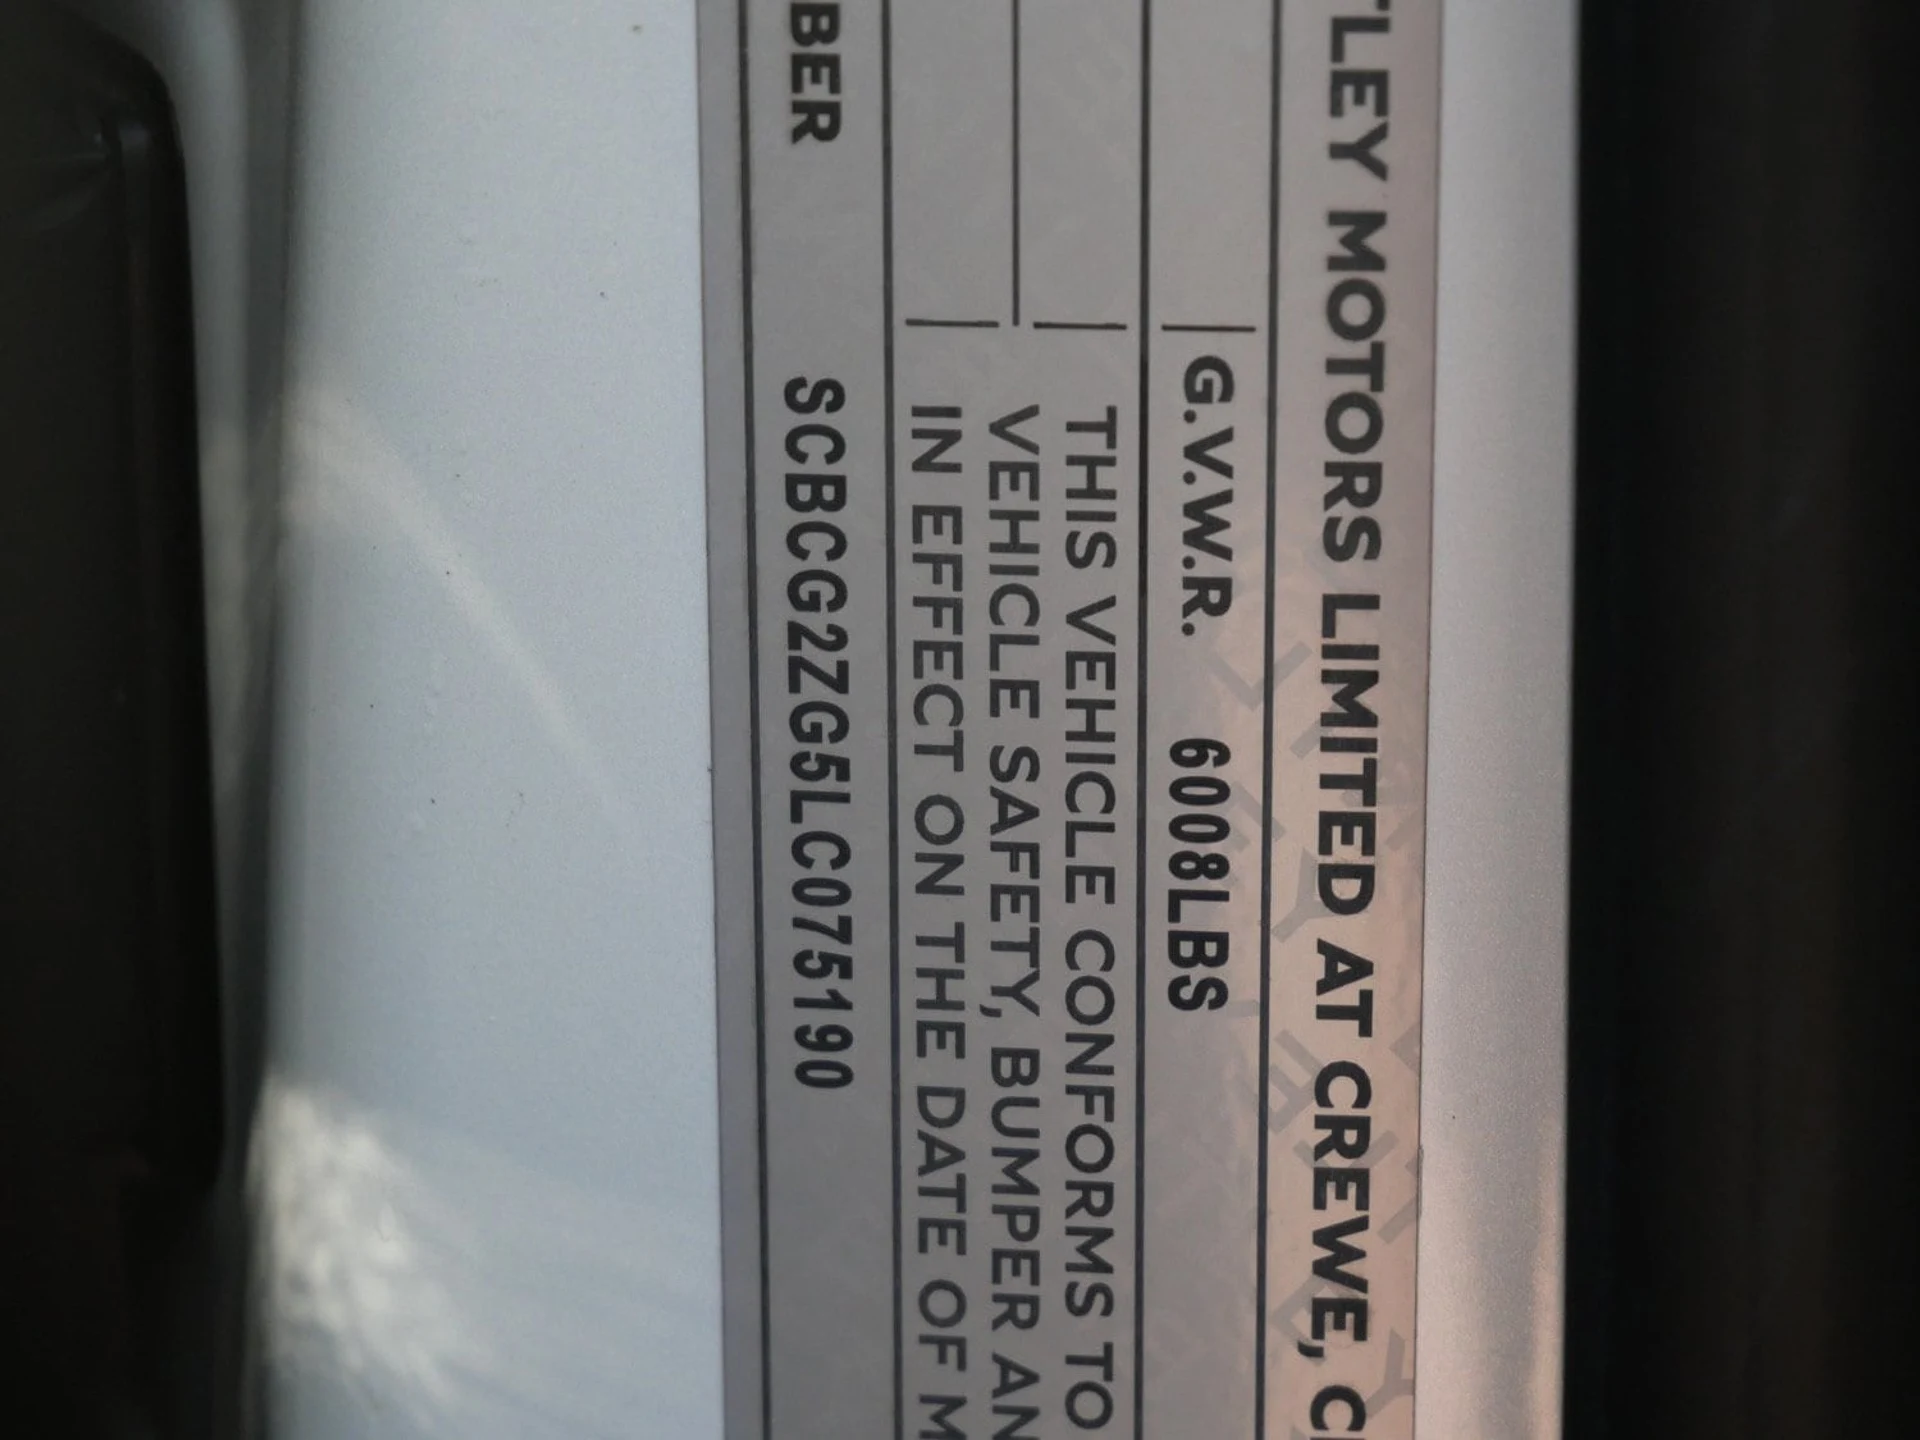 TLEY MOTORS LIMITED AT CREWE, C
G.V.W.R. 6008LBS
THIS VEHICLE CONFORMS TO
VEHICLE SAFETY, BUMPER AN
IN EFFECT ON THE DATE OF M
BER SCBCG2ZG5LC075190